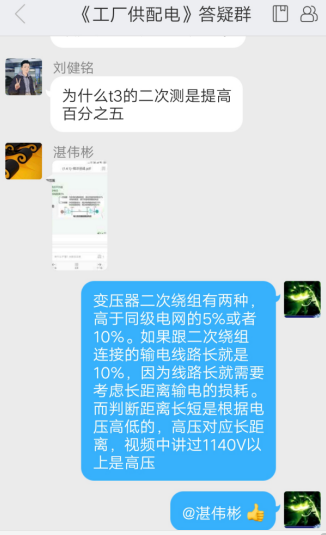 《工厂供配电》答疑群
刘健铭
为什么t3的二次测是提高
百分之五
湛伟彬
变压器二次绕组有两种，
高于同级电网的5%或者
10%。如果跟二次绕组
连接的输电线路长就是
10%，因为线路长就需要
考虑长距离输电的损耗。
而判断距离长短是根据电
压高低的，高压对应长距
离，视频中讲过1140V以
上是高压
@湛伟彬 👍